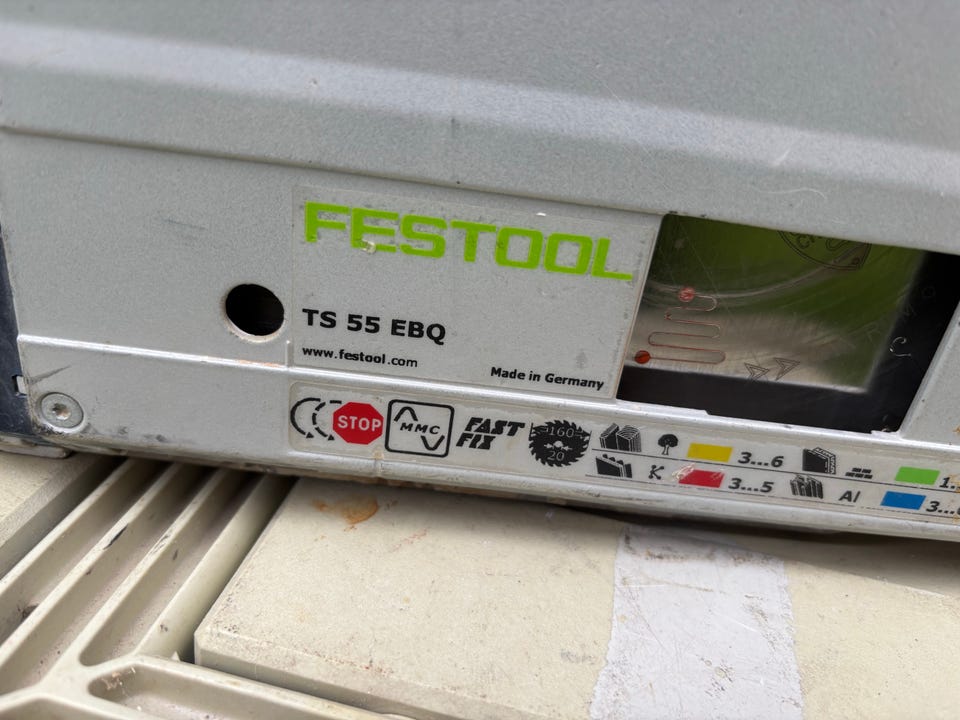 FESTOOL
TS 55 EBQ
www.festool.com
Made in Germany
STOP
MMC
FAST
FIX
160
20
3...6
K
3...5
Al